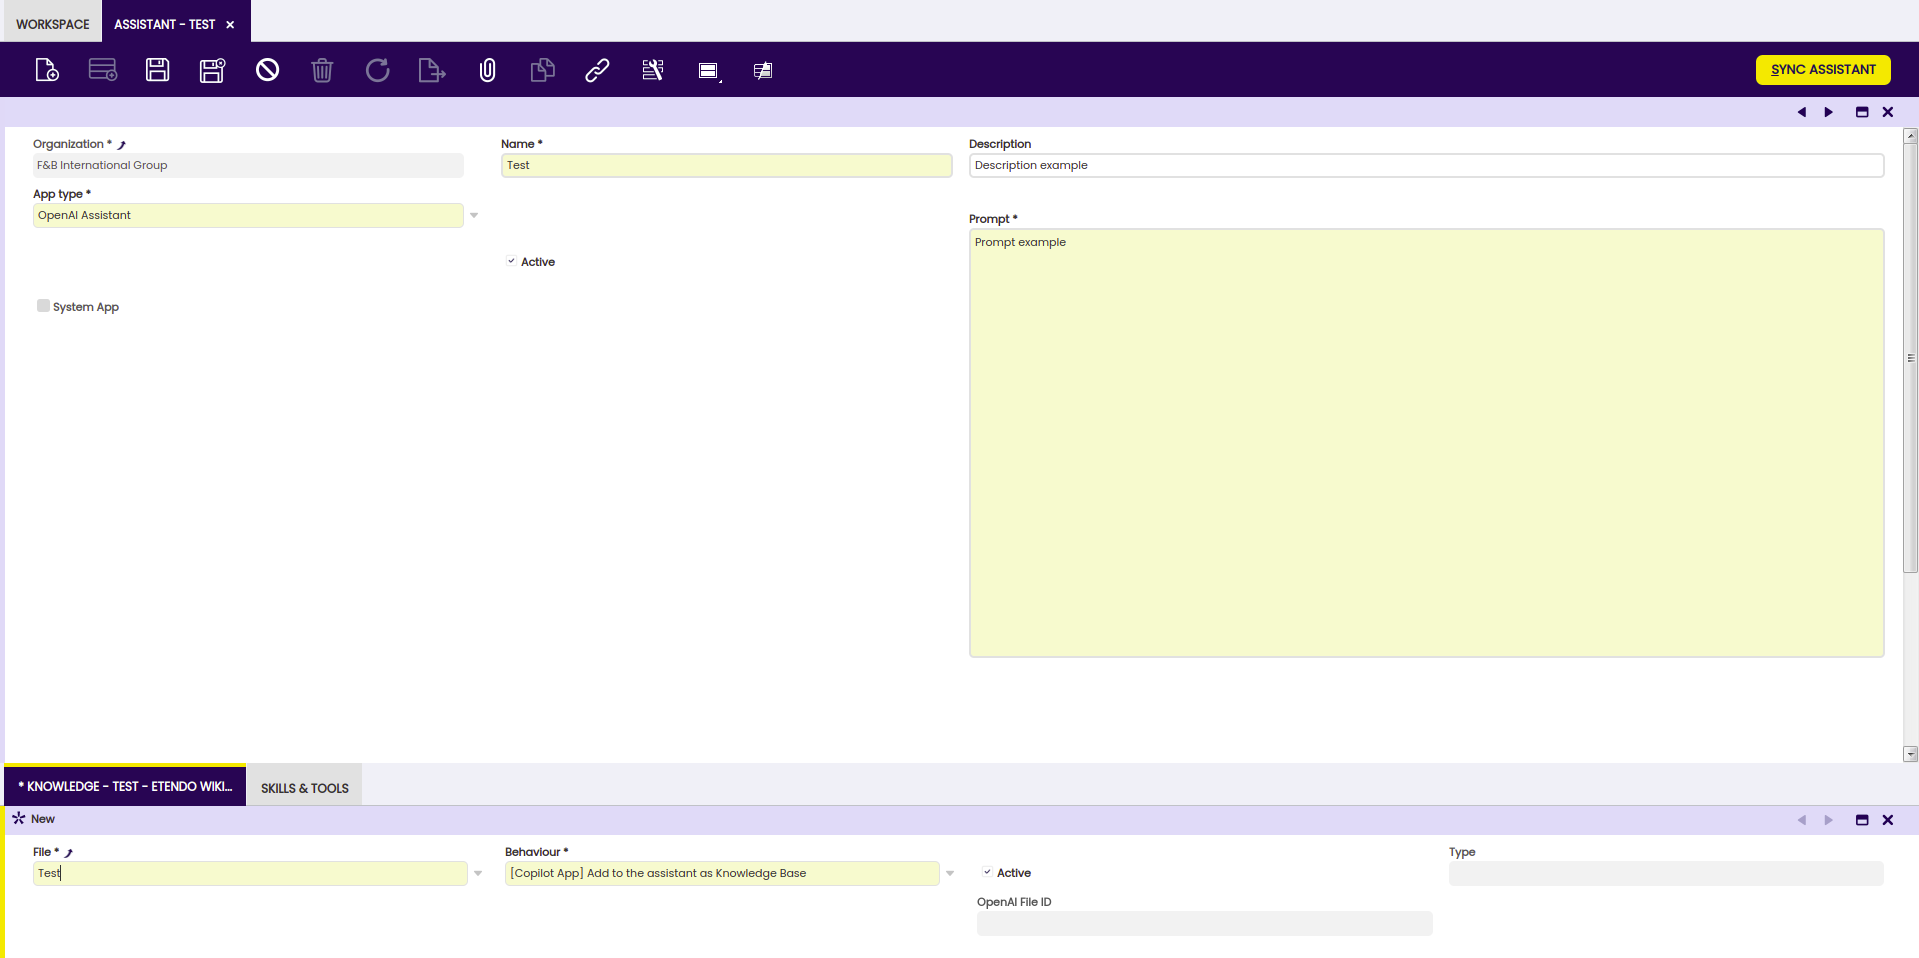 WORKSPACE
ASSISTANT - TEST
SYNC ASSISTANT
Organization *
Name *
Description
F&B International Group
Test
Description example
App type *
OpenAI Assistant
Prompt *
Prompt example
Active
System App
* KNOWLEDGE - TEST - ETENDO WIKI...
SKILLS & TOOLS
New
File *
Behaviour *
Type
Test
[Copilot App] Add to the assistant as Knowledge Base
Active
OpenAI File ID